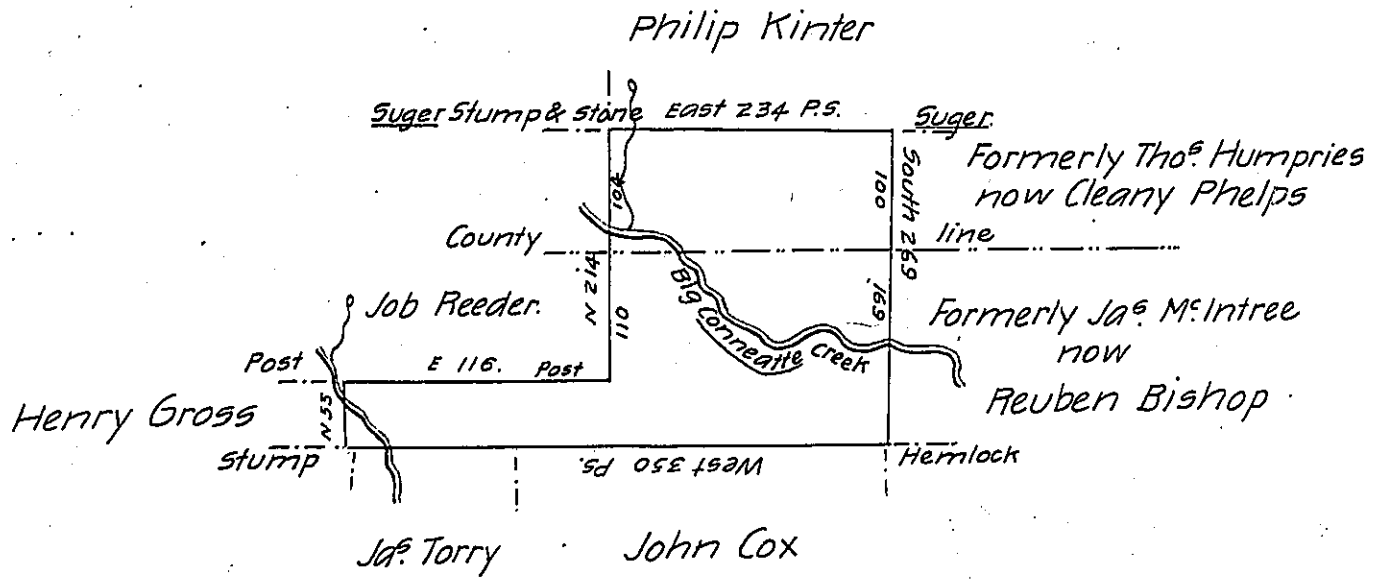 Philip Kinter
Suger Stump & Stone East 234 P.S. Suger.
Formerly Thos. Humpries
now Cleany Phelps
South 269
100
104
County line
N 214
110
169
Big Conneatte Creek
Job Reeder.
Formerly Jas. McIntree
now
Reuben Bishop
Post
E 116. Post
Henry Gross
N 55
Stump
West 350 Ps.
Hemlock
Jas. Torry
John Cox